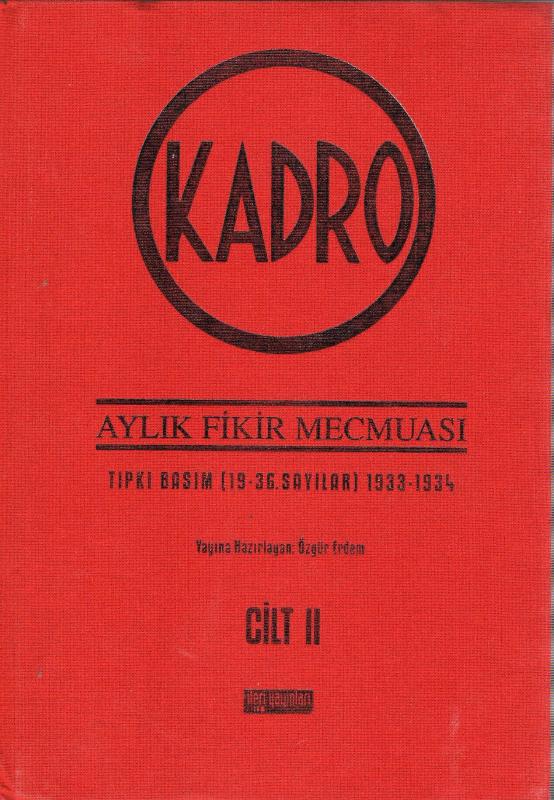 KADRO
AYLIK FİKİR MECMUASI
TIPKI BASIM (19-36.SAYILAR) 1933-1934
Yayına Hazırlayan: Özgür Erdem
CİLT II
ileri yayınları